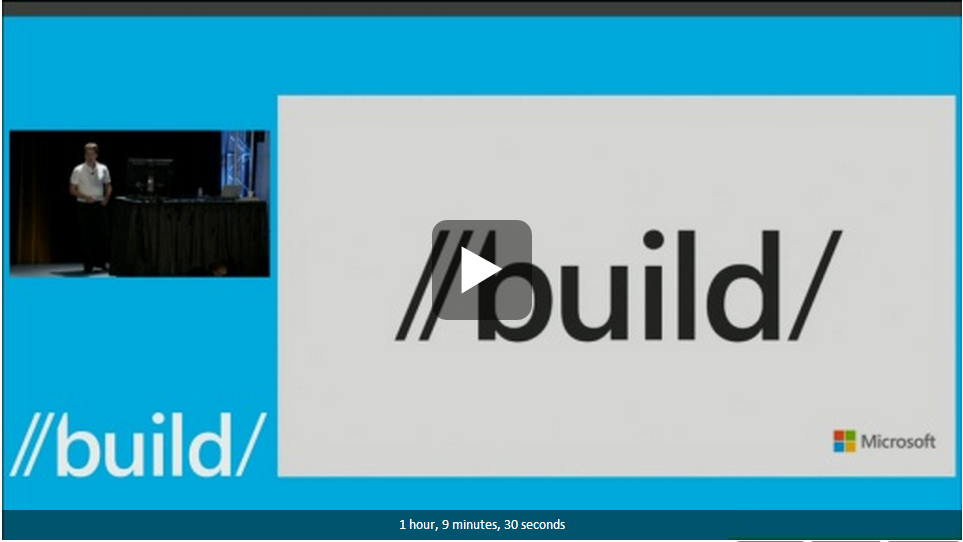 //build/
Microsoft
//build/
1 hour, 9 minutes, 30 seconds